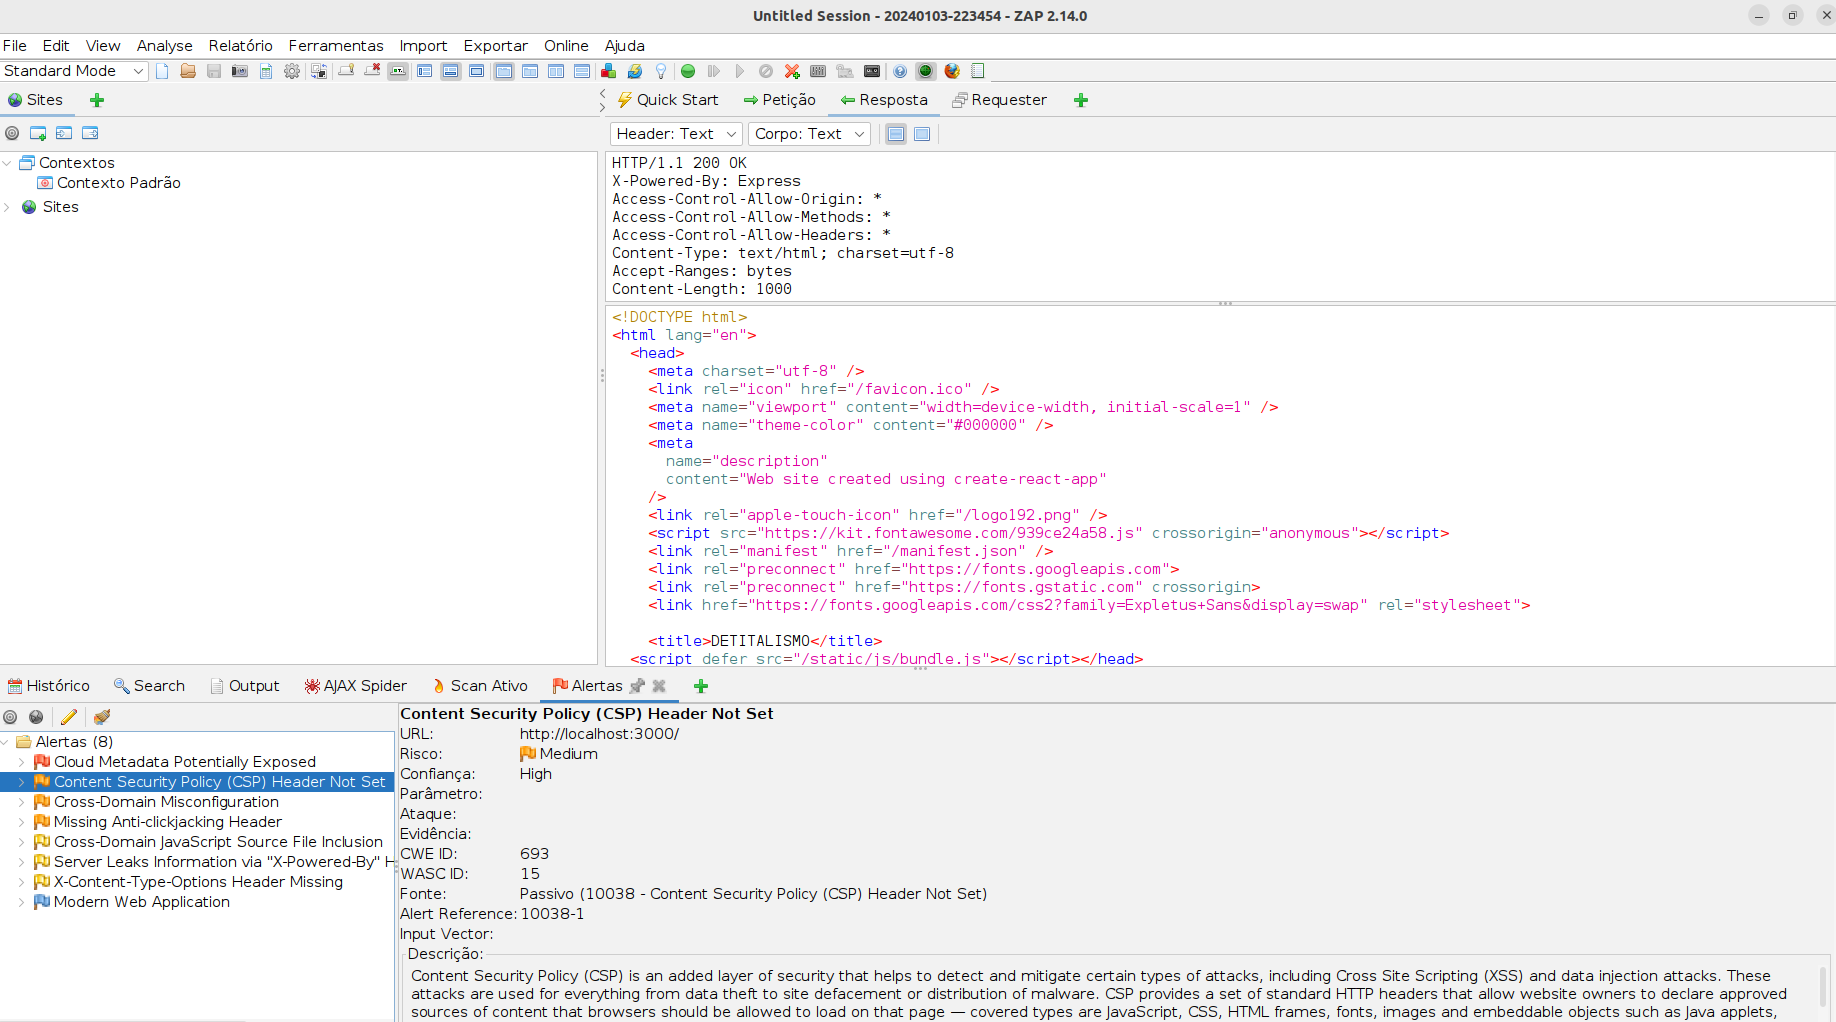 Untitled Session - 20240103-223454 - ZAP 2.14.0
File Edit View Analyse Relatório Ferramentas Import Exportar Online Ajuda
Standard Mode
Sites
Quick Start Petição Resposta Requester
Header: Text Corpo: Text
Contextos
Contexto Padrão
Sites
HTTP/1.1 200 OK
X-Powered-By: Express
Access-Control-Allow-Origin: *
Access-Control-Allow-Methods: *
Access-Control-Allow-Headers: *
Content-Type: text/html; charset=utf-8
Accept-Ranges: bytes
Content-Length: 1000
<!DOCTYPE html>
<html lang="en">
<head>
<meta charset="utf-8" />
<link rel="icon" href="/favicon.ico" />
<meta name="viewport" content="width=device-width, initial-scale=1" />
<meta name="theme-color" content="#000000" />
<meta
name="description"
content="Web site created using create-react-app"
/>
<link rel="apple-touch-icon" href="/logo192.png" />
<script src="https://kit.fontawesome.com/939ce24a58.js" crossorigin="anonymous"></script>
<link rel="manifest" href="/manifest.json" />
<link rel="preconnect" href="https://fonts.googleapis.com">
<link rel="preconnect" href="https://fonts.gstatic.com" crossorigin>
<link href="https://fonts.googleapis.com/css2?family=Expletus+Sans&display=swap" rel="stylesheet">
<title>DETITALISMO</title>
<script defer src="/static/js/bundle.js"></script></head>
Histórico Search Output AJAX Spider Scan Ativo Alertas
Alertas (8)
Cloud Metadata Potentially Exposed
Content Security Policy (CSP) Header Not Set
Cross-Domain Misconfiguration
Missing Anti-clickjacking Header
Cross-Domain JavaScript Source File Inclusion
Server Leaks Information via "X-Powered-By" H
X-Content-Type-Options Header Missing
Modern Web Application
Content Security Policy (CSP) Header Not Set
URL: http://localhost:3000/
Risco: Medium
Confiança: High
Parâmetro:
Ataque:
Evidência:
CWE ID: 693
WASC ID: 15
Fonte: Passivo (10038 - Content Security Policy (CSP) Header Not Set)
Alert Reference: 10038-1
Input Vector:
Descrição:
Content Security Policy (CSP) is an added layer of security that helps to detect and mitigate certain types of attacks, including Cross Site Scripting (XSS) and data injection attacks. These
attacks are used for everything from data theft to site defacement or distribution of malware. CSP provides a set of standard HTTP headers that allow website owners to declare approved
sources of content that browsers should be allowed to load on that page — covered types are JavaScript, CSS, HTML frames, fonts, images and embeddable objects such as Java applets,